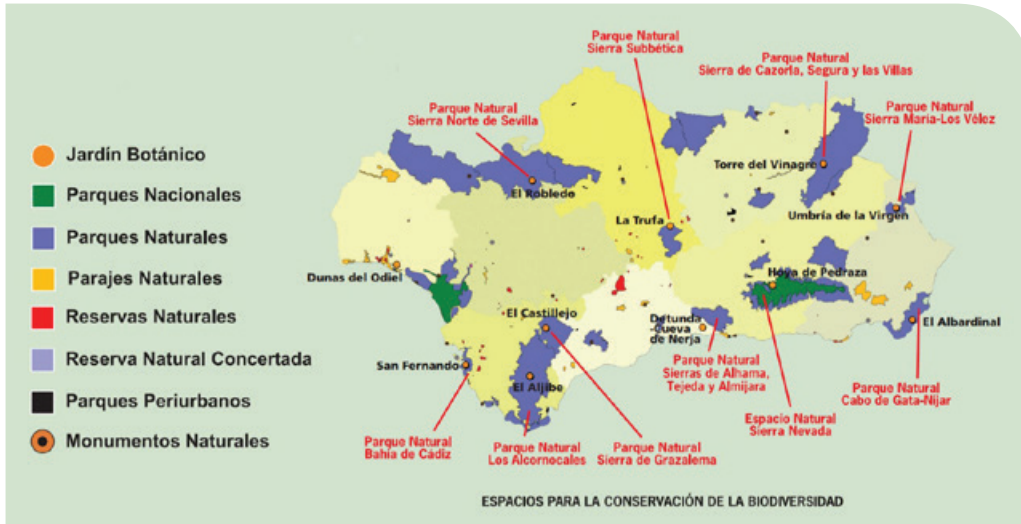 Jardín Botánico
Parques Nacionales
Parques Naturales
Parajes Naturales
Reservas Naturales
Reserva Natural Concertada
Parques Periurbanos
Monumentos Naturales
Parque Natural
Sierra Subbética
Parque Natural
Sierra de Cazorla, Segura y las Villas
Parque Natural
Sierra Norte de Sevilla
Parque Natural
Sierra María-Los Vélez
Torre del Vinagre
El Robledo
La Trufa
Umbría de la Virgen
Dunas del Odiel
Hoya de Pedraza
El Castillejo
Detunda
-Cueva
de Nerja
El Albardinal
San Fernando
El Aljibe
Parque Natural
Sierras de Alhama,
Tejeda y Almijara
Parque Natural
Cabo de Gata-Nijar
Espacio Natural
Sierra Nevada
Parque Natural
Bahía de Cádiz
Parque Natural
Los Alcornocales
Parque Natural
Sierra de Grazalema
ESPACIOS PARA LA CONSERVACIÓN DE LA BIODIVERSIDAD